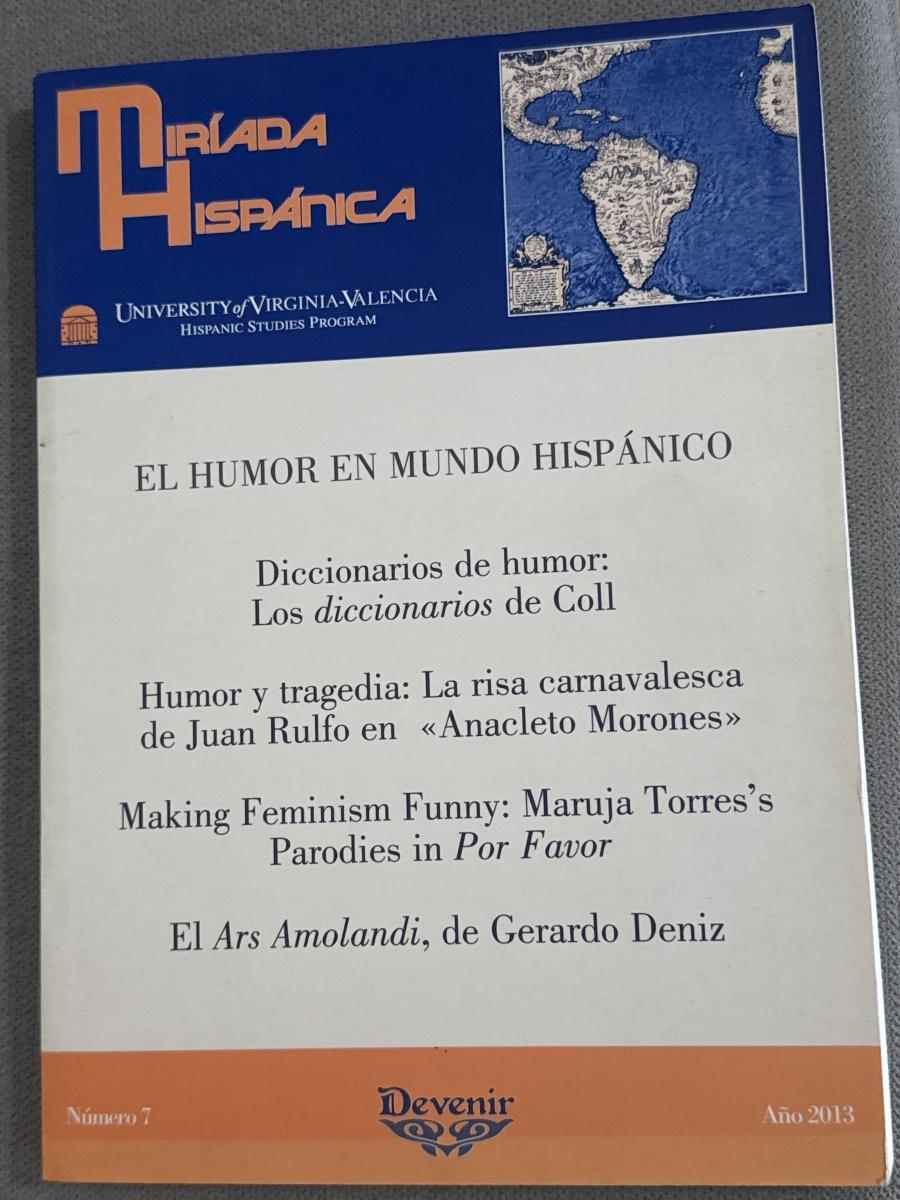 MIRÍADA
HISPÁNICA
UNIVERSITY of VIRGINIA-VALENCIA
HISPANIC STUDIES PROGRAM
EL HUMOR EN MUNDO HISPÁNICO
Diccionarios de humor:
Los diccionarios de Coll
Humor y tragedia: La risa carnavalesca
de Juan Rulfo en «Anacleto Morones»
Making Feminism Funny: Maruja Torres's
Parodies in Por Favor
El Ars Amolandi, de Gerardo Deniz
Número 7
Devenir
Año 2013